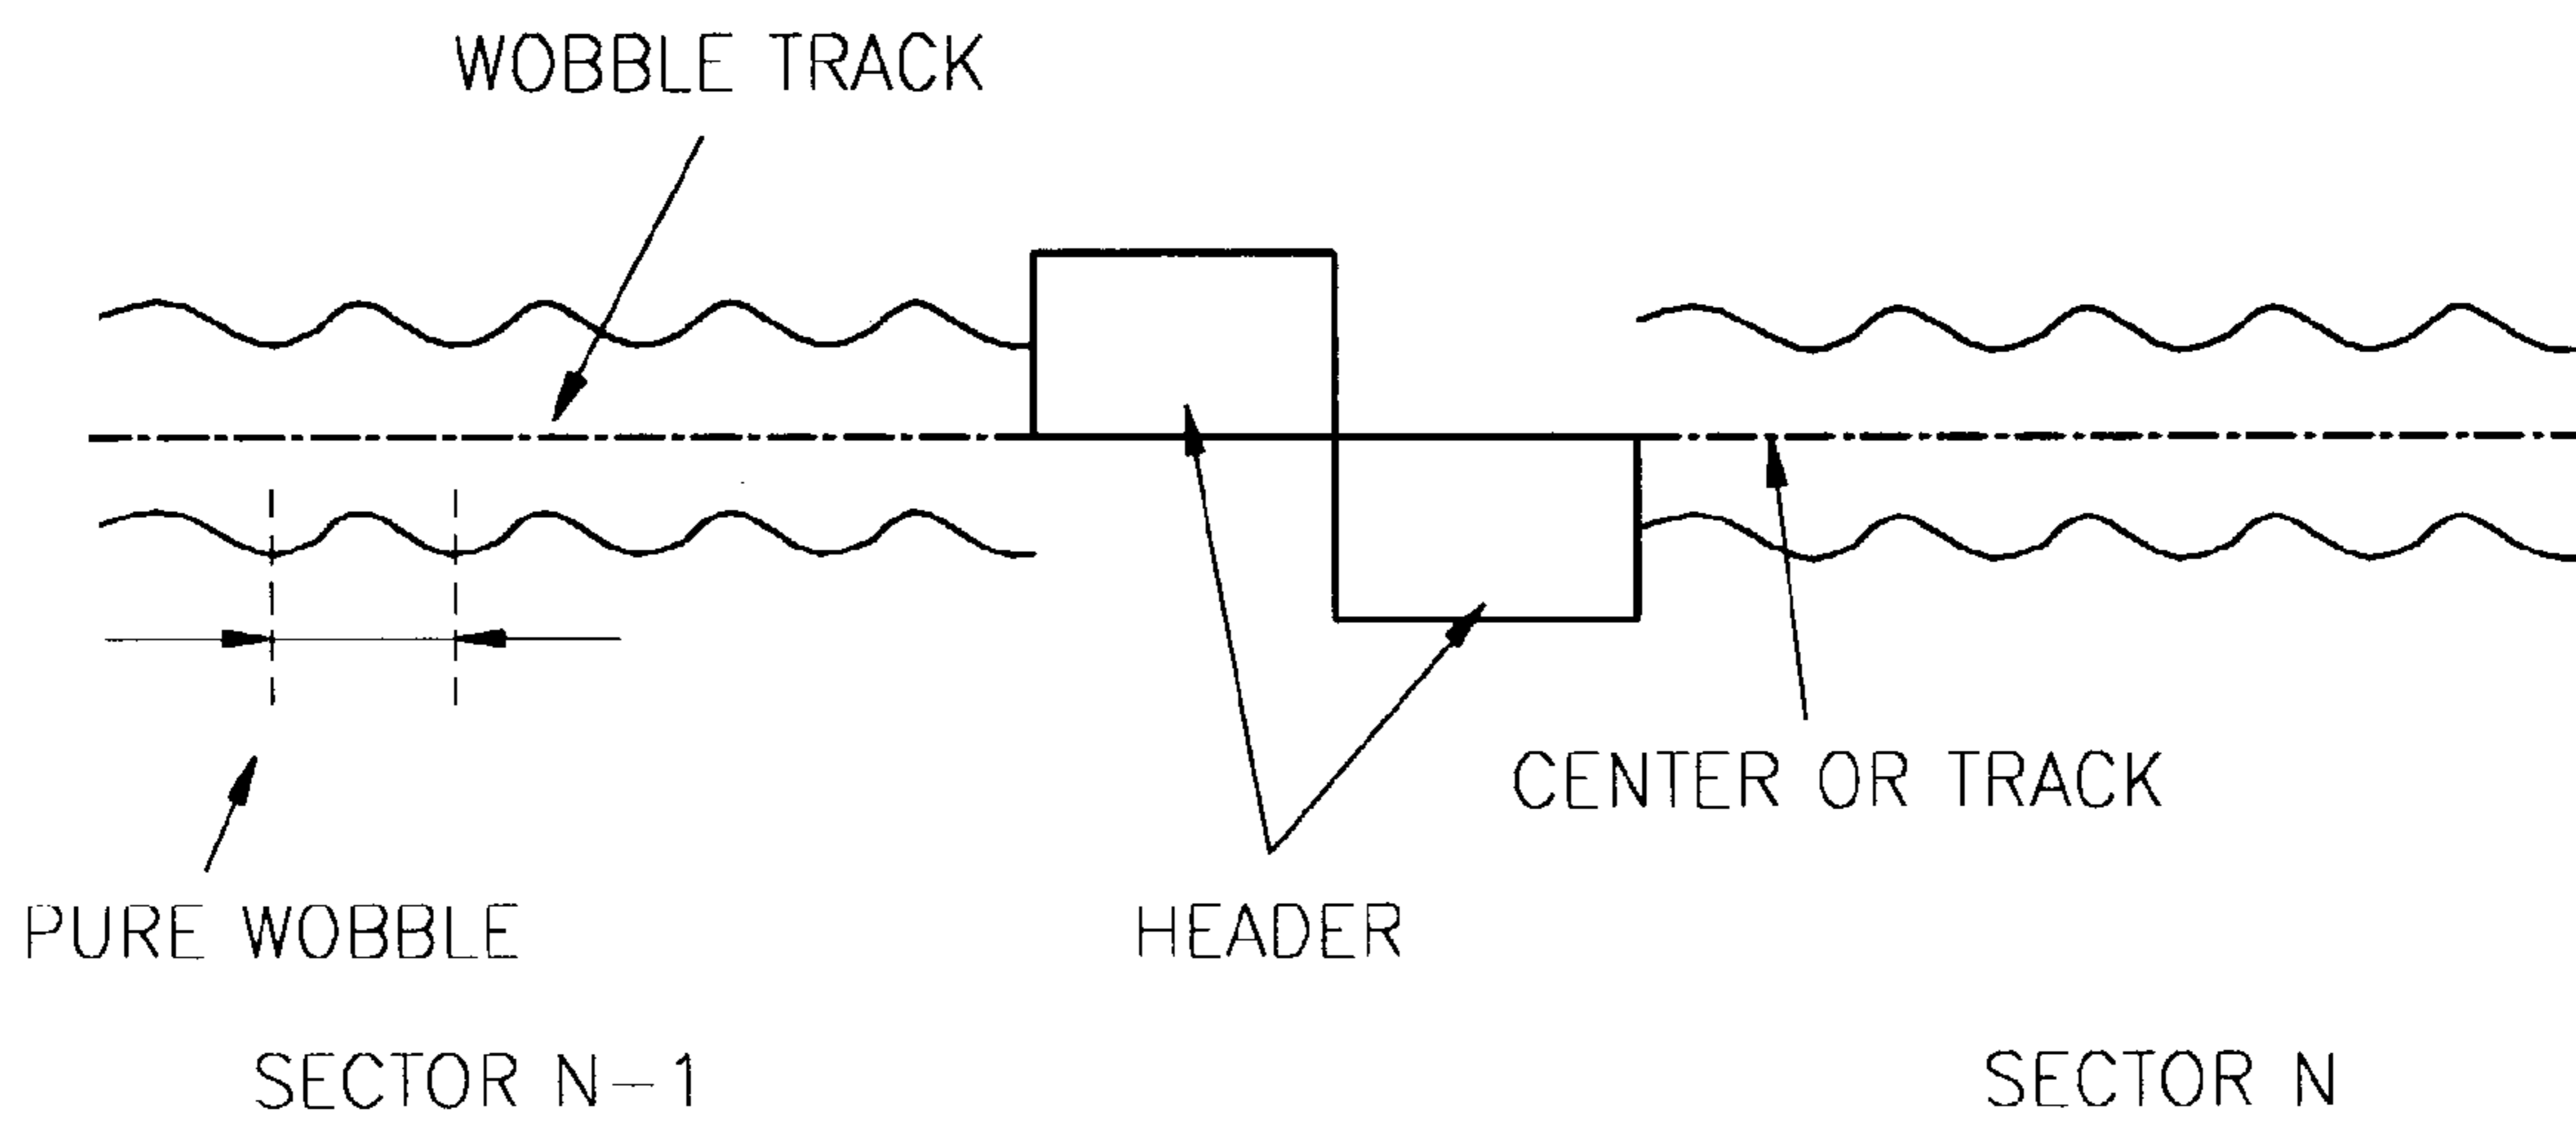 WOBBLE TRACK
CENTER OR TRACK
PURE WOBBLE
HEADER
SECTOR N-1
SECTOR N